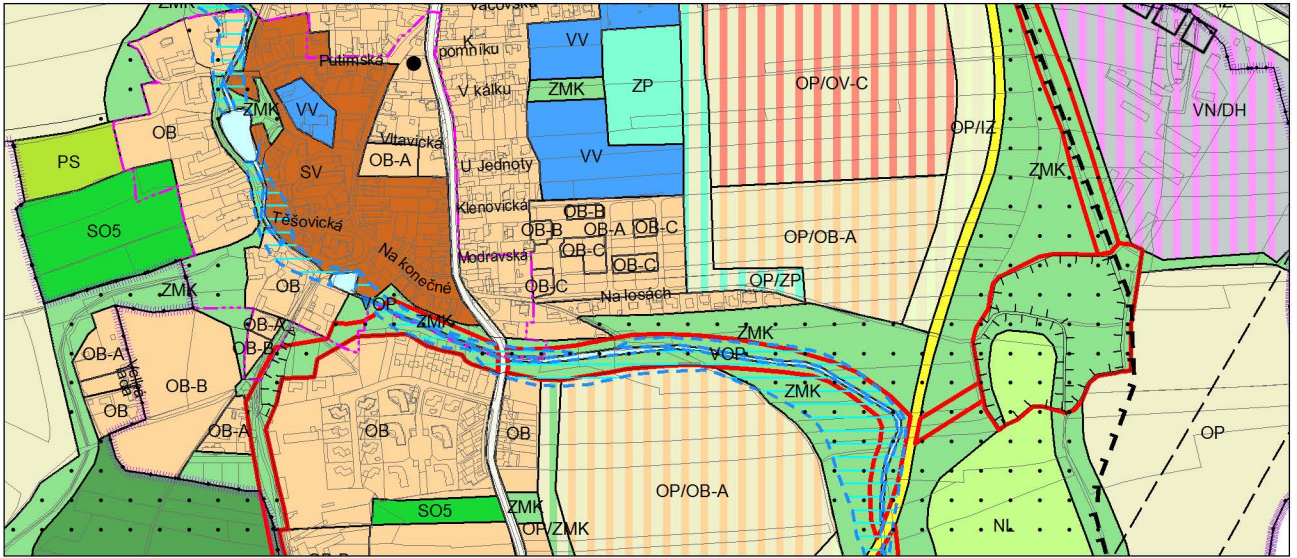 ZMK
Vacovská
K
pomníku
IZ
Putimská
VV
ZMK
V kálku
ZP
OP/OV-C
VN/DH
OB
ZMK
VV
Vltavická
OB-A
U Jednoty
VV
OP/IZ
PS
SV
ZMK
SO5
Těšovická
Klenovická
OB-B
OB-B
OB-A
OB-C
OB-C
OP/OB-A
Modravská
OB-C
Na konečné
OB-C
OP/ZP
ZMK
OB
Na losách
VOP
ZMK
OB-A
OB-B
ZMK
VOP
OB-A
OB-B
OB
OB-A
OB
OB
ZMK
OP
OP/OB-A
SO5
ZMK
OP/ZMK
NL
OB-B